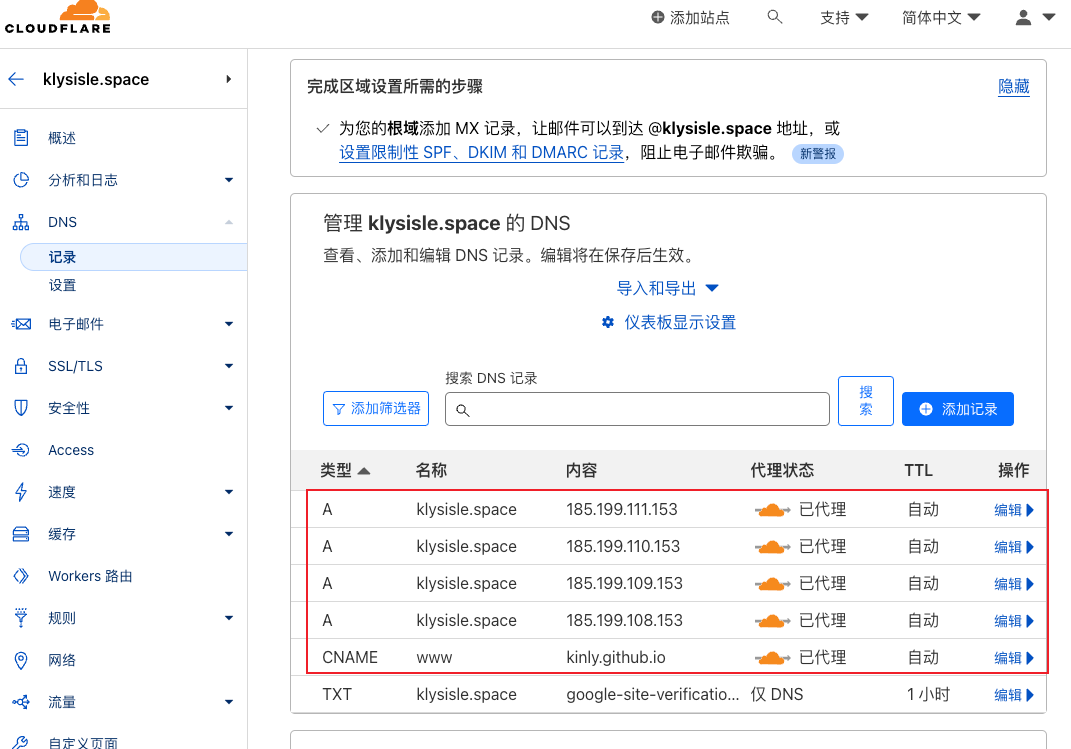 CLOUDFLARE
添加站点 支持 简体中文
klysisle.space
概述
分析和日志
DNS
记录
设置
电子邮件
SSL/TLS
安全性
Access
速度
缓存
Workers 路由
规则
网络
流量
自定义页面
完成区域设置所需的步骤 隐藏
为您的根域添加 MX 记录，让邮件可以到达 @klysisle.space 地址，或
设置限制性 SPF、DKIM 和 DMARC 记录，阻止电子邮件欺骗。 新警报
管理 klysisle.space 的 DNS
查看、添加和编辑 DNS 记录。编辑将在保存后生效。
导入和导出
仪表板显示设置
搜索 DNS 记录
添加筛选器 搜索 添加记录
类型 名称 内容 代理状态 TTL 操作
A klysisle.space 185.199.111.153 已代理 自动 编辑
A klysisle.space 185.199.110.153 已代理 自动 编辑
A klysisle.space 185.199.109.153 已代理 自动 编辑
A klysisle.space 185.199.108.153 已代理 自动 编辑
CNAME www kinly.github.io 已代理 自动 编辑
TXT klysisle.space google-site-verificatio... 仅 DNS 1 小时 编辑